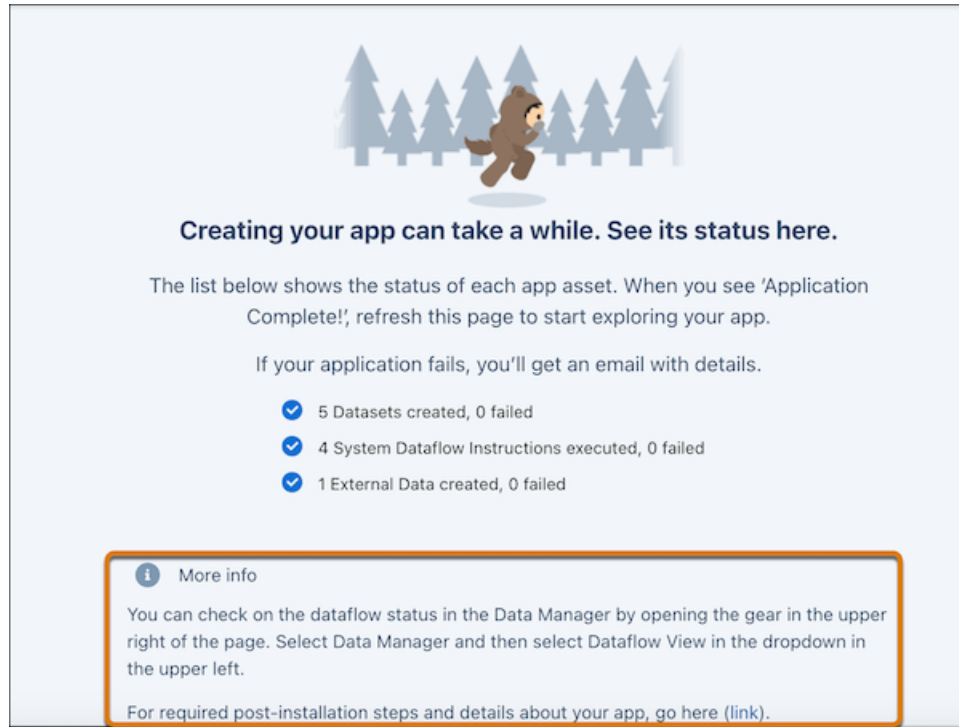 Creating your app can take a while. See its status here.
The list below shows the status of each app asset. When you see ‘Application
Complete!’, refresh this page to start exploring your app.
If your application fails, you’ll get an email with details.
5 Datasets created, 0 failed
4 System Dataflow Instructions executed, 0 failed
1 External Data created, 0 failed
More info
You can check on the dataflow status in the Data Manager by opening the gear in the upper
right of the page. Select Data Manager and then select Dataflow View in the dropdown in
the upper left.
For required post-installation steps and details about your app, go here (link).